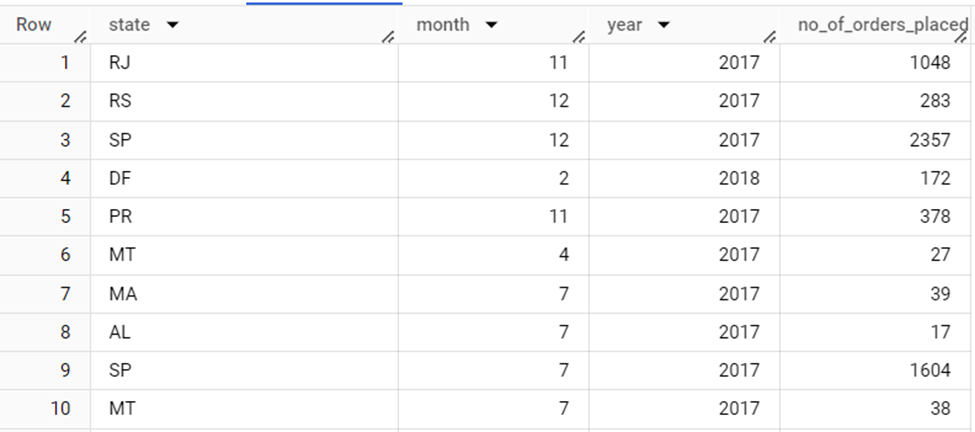 Row state month year no_of_orders_placed
1 RJ 11 2017 1048
2 RS 12 2017 283
3 SP 12 2017 2357
4 DF 2 2018 172
5 PR 11 2017 378
6 MT 4 2017 27
7 MA 7 2017 39
8 AL 7 2017 17
9 SP 7 2017 1604
10 MT 7 2017 38